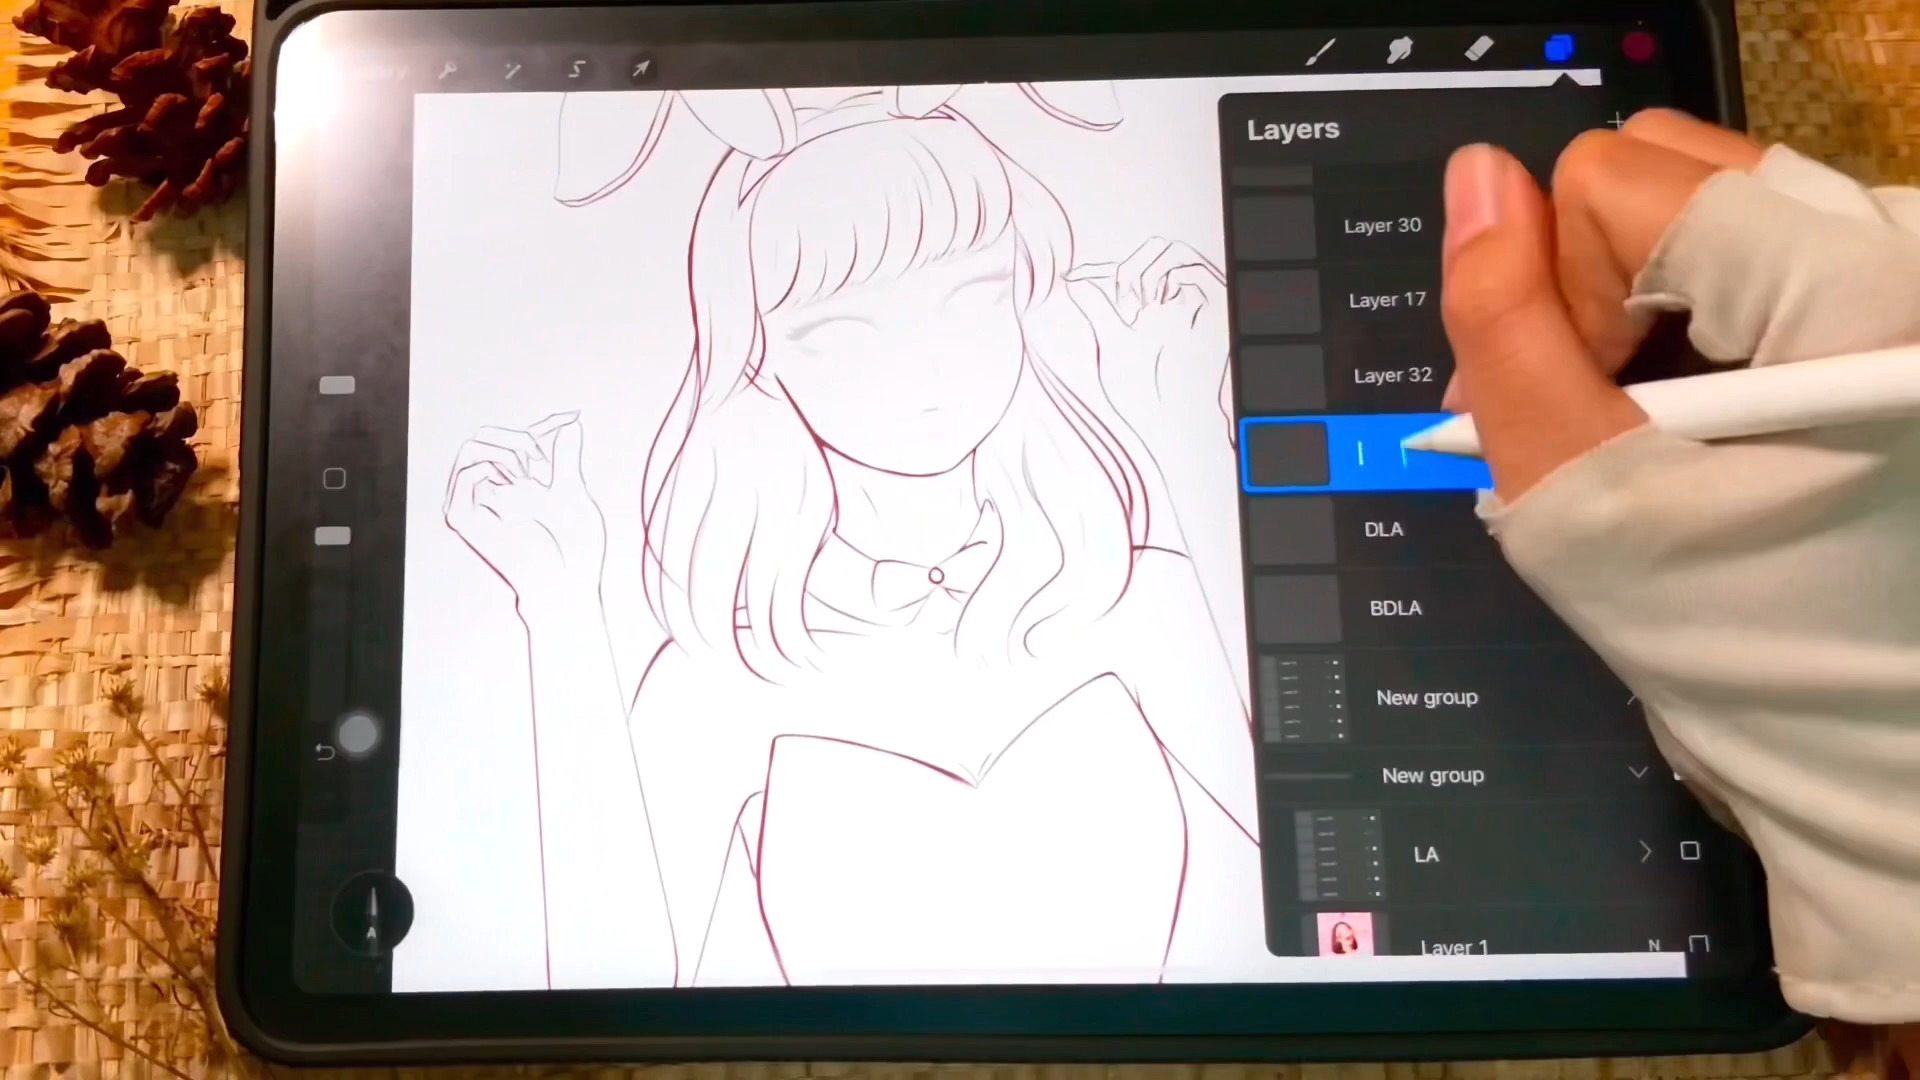 Layers
Layer 30
Layer 17
Layer 32
DLA
BDLA
New group
New group
LA
Layer 1
N
A